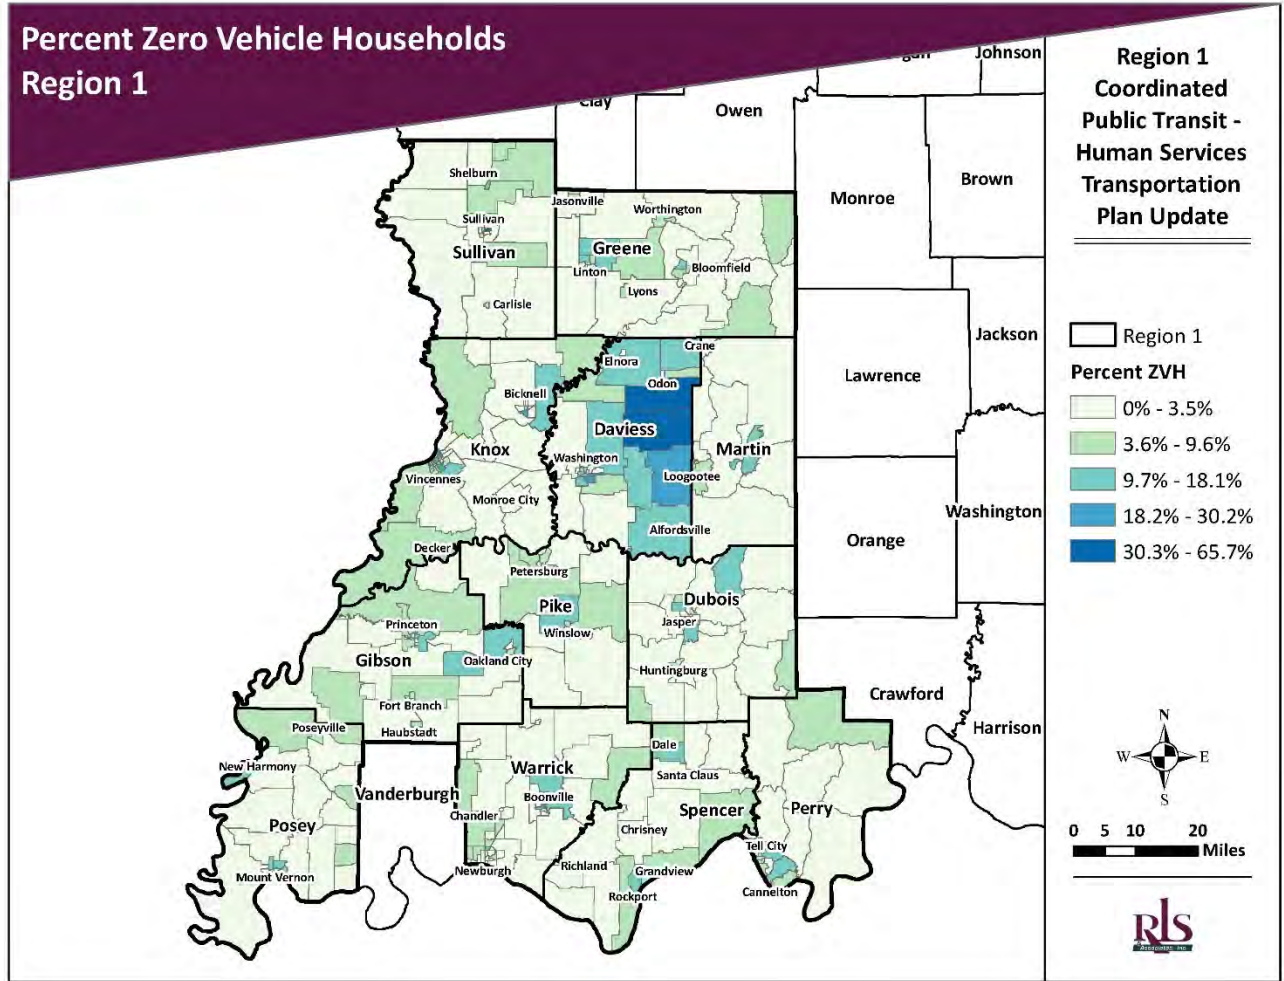 Percent Zero Vehicle Households
Region 1
Johnson
Clay
Owen
Monroe
Brown
Shelburn
Jasonville
Worthington
Sullivan
Sullivan
Greene
Linton
Bloomfield
Lyons
Carlisle
Jackson
Crane
Elnora
Odon
Lawrence
Bicknell
Daviess
Knox
Martin
Washington
Vincennes
Loogootee
Monroe City
Washington
Alfordsville
Orange
Decker
Petersburg
Pike
Dubois
Princeton
Winslow
Jasper
Gibson
Oakland City
Huntingburg
Crawford
Fort Branch
Poseyville
Haubstadt
Harrison
Dale
New Harmony
Warrick
Santa Claus
Vanderburgh
Boonville
Posey
Chandler
Spencer
Perry
Chrisney
Tell City
Mount Vernon
Newburgh
Richland
Grandview
Rockport
Cannelton
Region 1
Coordinated
Public Transit -
Human Services
Transportation
Plan Update
Region 1
Percent ZVH
0% - 3.5%
3.6% - 9.6%
9.7% - 18.1%
18.2% - 30.2%
30.3% - 65.7%
N
W E
S
0 5 10 20
Miles
RLS